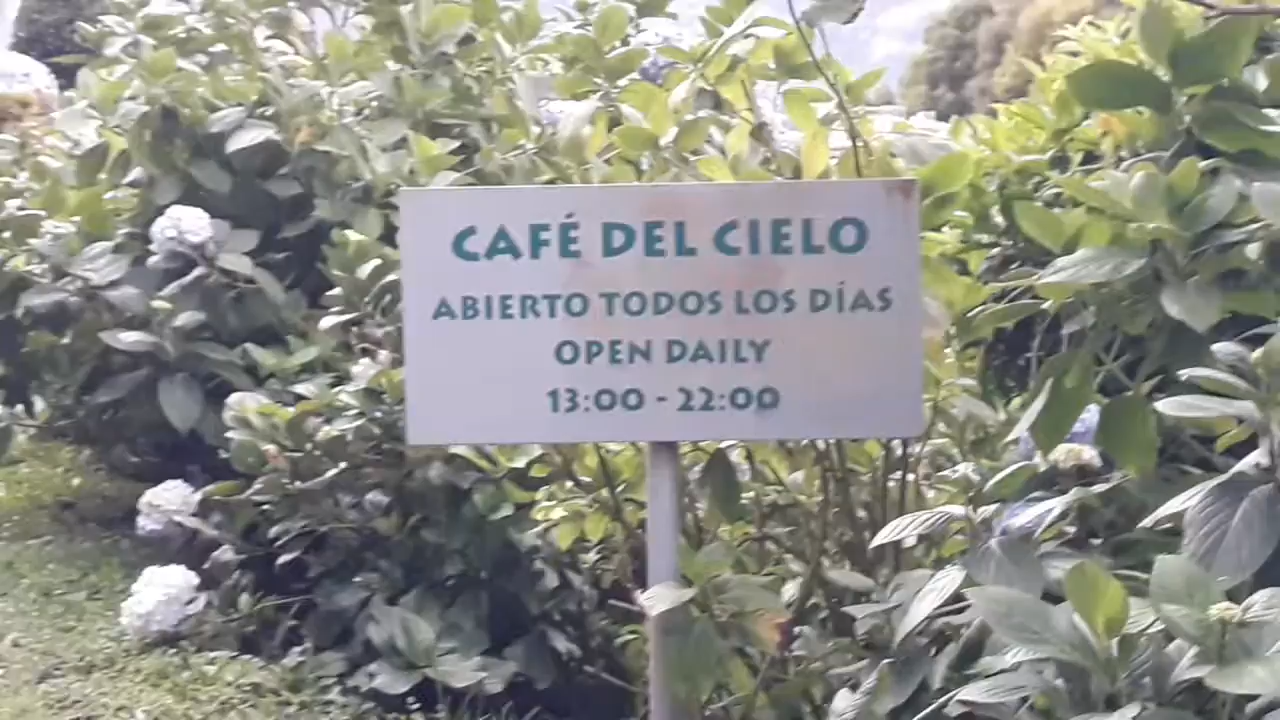 CAFÉ DEL CIELO
ABIERTO TODOS LOS DÍAS
OPEN DAILY
13:00 - 22:00